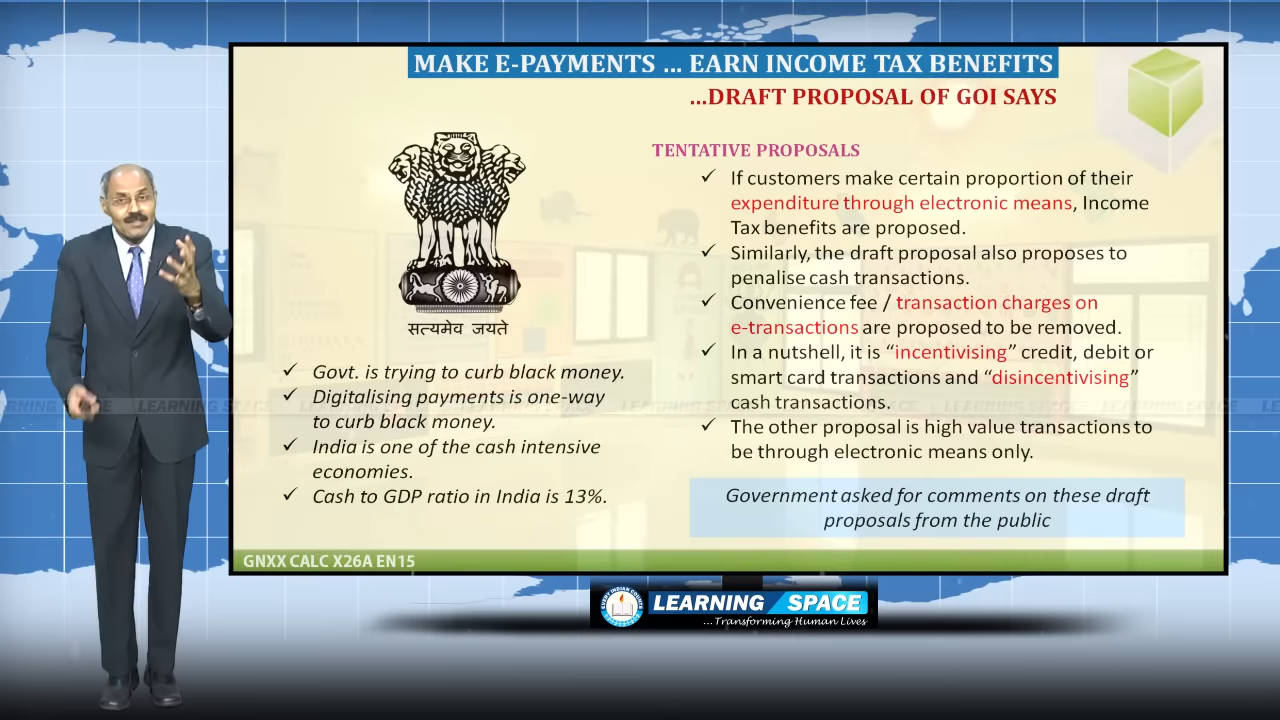 MAKE E-PAYMENTS ... EARN INCOME TAX BENEFITS
...DRAFT PROPOSAL OF GOI SAYS
सत्यमेव जयते
✓ Govt. is trying to curb black money.
✓ Digitalising payments is one-way
to curb black money.
✓ India is one of the cash intensive
economies.
✓ Cash to GDP ratio in India is 13%.
TENTATIVE PROPOSALS
✓ If customers make certain proportion of their
expenditure through electronic means, Income
Tax benefits are proposed.
✓ Similarly, the draft proposal also proposes to
penalise cash transactions.
✓ Convenience fee / transaction charges on
e-transactions are proposed to be removed.
✓ In a nutshell, it is “incentivising” credit, debit or
smart card transactions and “disincentivising”
cash transactions.
✓ The other proposal is high value transactions to
be through electronic means only.
Government asked for comments on these draft
proposals from the public
GNXX CALC X26A EN15
LEARNING SPACE
...Transforming Human Lives